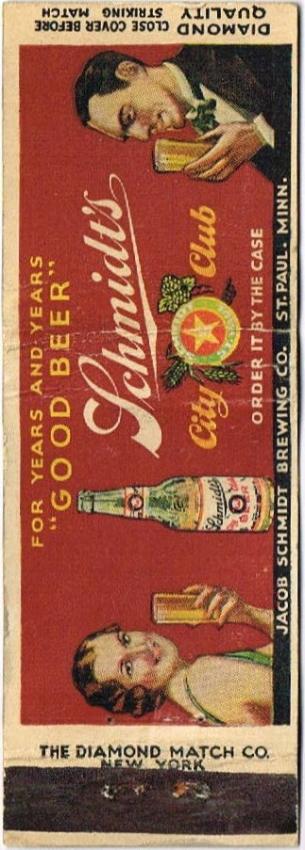 DIAMOND
QUALITY
CLOSE COVER BEFORE
STRIKING MATCH
FOR YEARS AND YEARS
"GOOD BEER"
Schmidt's
City Club
ORDER IT BY THE CASE
Schmidt's
JACOB SCHMIDT BREWING CO. ST. PAUL. MINN.
THE DIAMOND MATCH CO.
NEW YORK